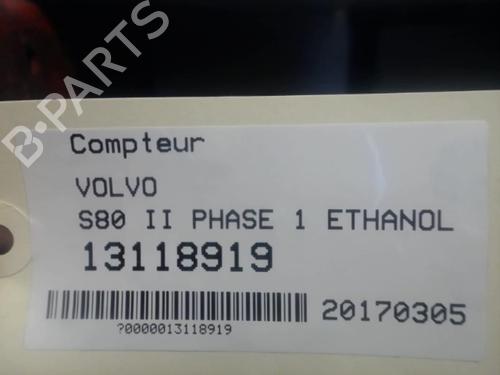 B-PARTS
Compteur
VOLVO
S80 II PHASE 1 ETHANOL
13118919
20170305
?0000013118919